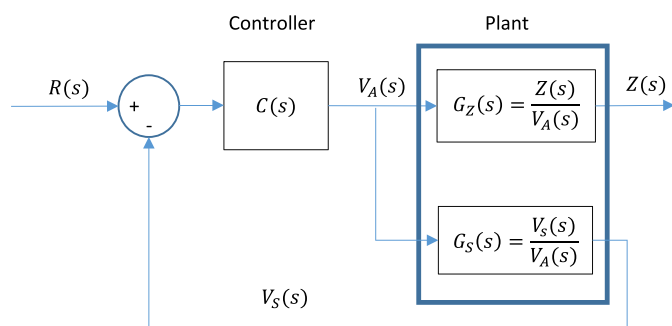 Controller
Plant
R(s)
+
-
C(s)
V_A(s)
G_Z(s) = Z(s) / V_A(s)
Z(s)
G_S(s) = V_s(s) / V_A(s)
V_S(s)